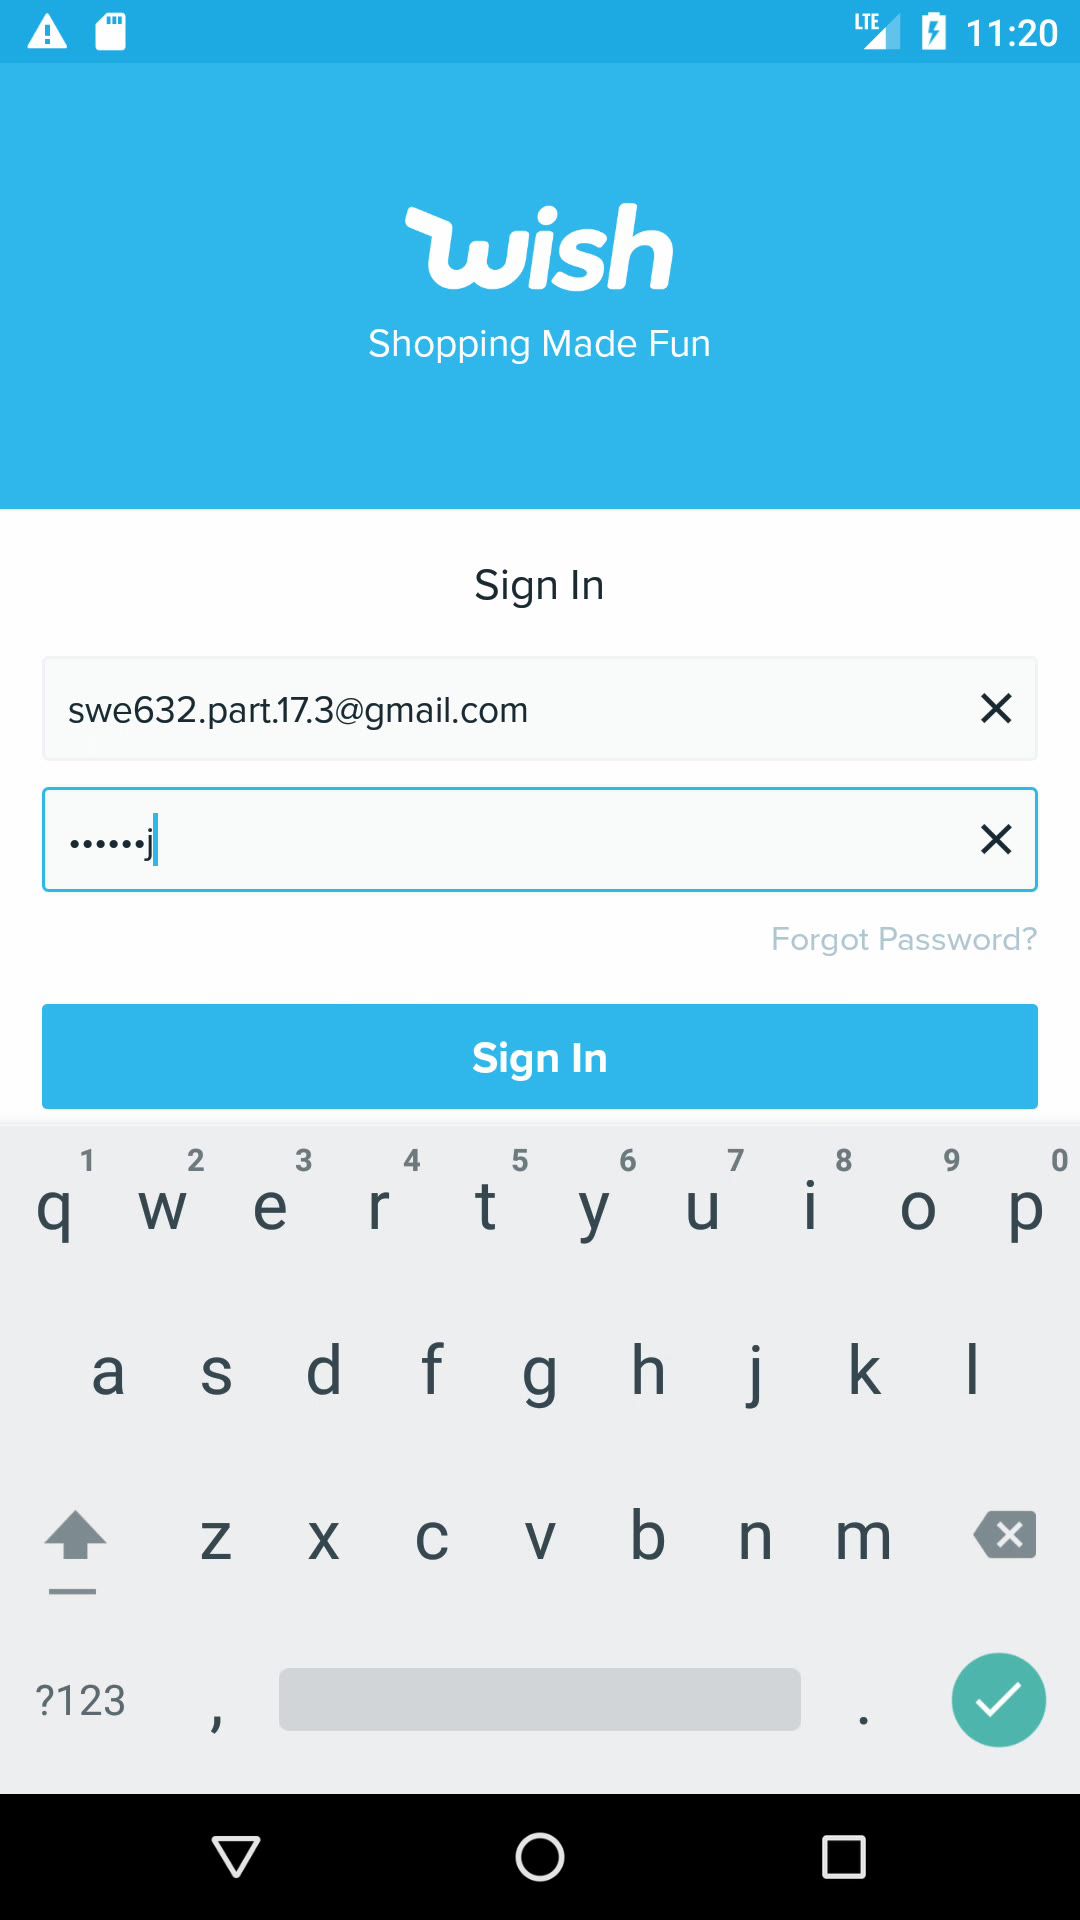 LTE 11:20
wish
Shopping Made Fun
Sign In
swe632.part.17.3@gmail.com
••••••j
Forgot Password?
Sign In
1 2 3 4 5 6 7 8 9 0
q w e r t y u i o p
a s d f g h j k l
z x c v b n m
?123 , .